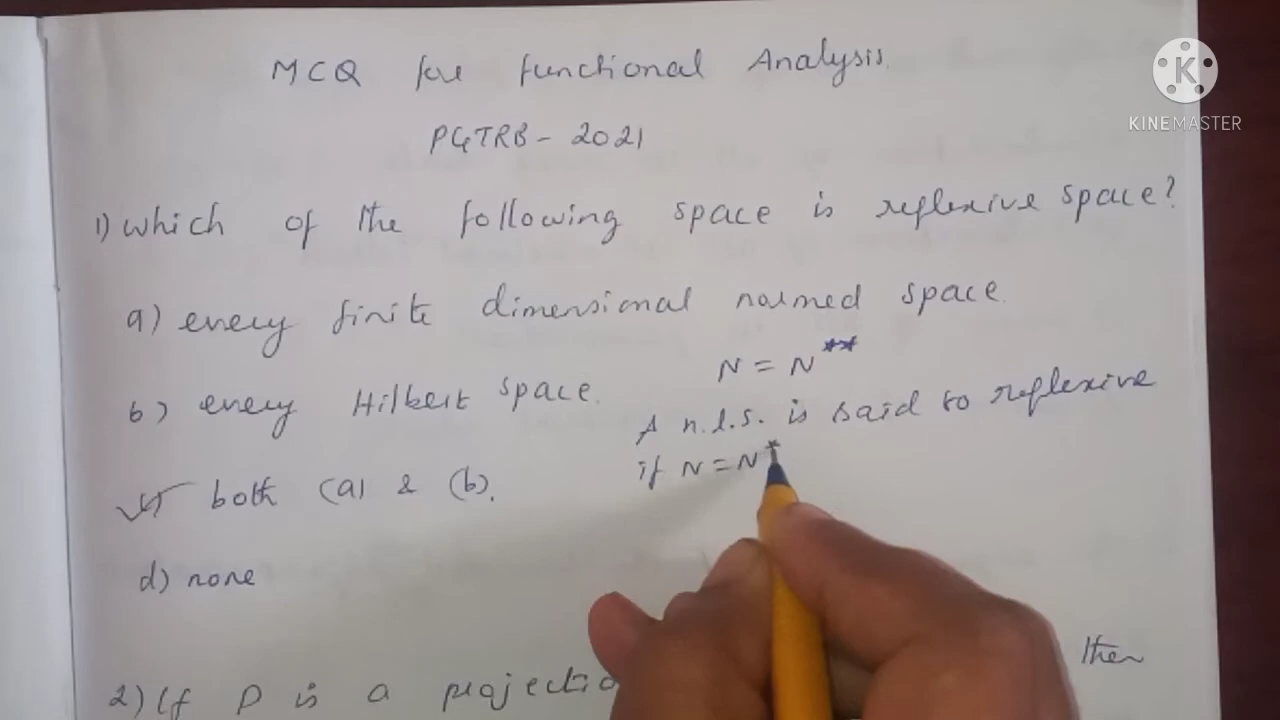 MCQ for functional Analysis.
PGTRB - 2021
K
KINEMASTER
1) which of the following space is reflexive space?
a) every finite dimensional normed space.
N = N**
b) every Hilbert space.
A n.l.s. is said to reflexive
if N = N*
both (a) & (b).
d) none
2) If P is a projectio
then